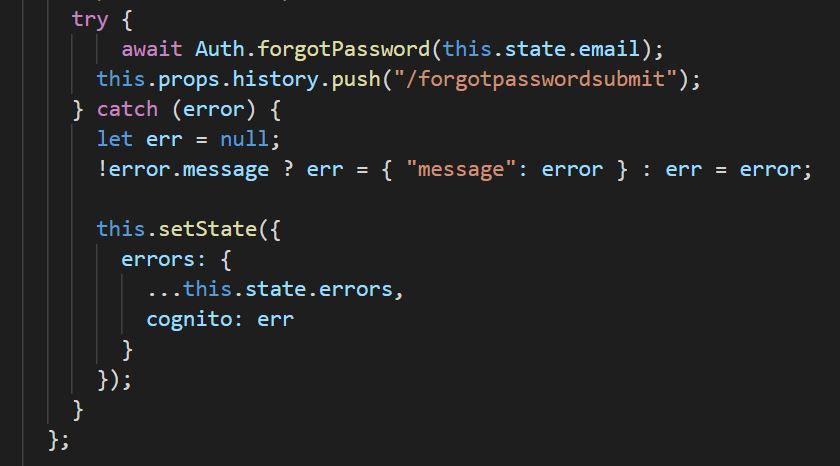 try {
await Auth.forgotPassword(this.state.email);
this.props.history.push("/forgotpasswordsubmit");
} catch (error) {
let err = null;
!error.message ? err = { "message": error } : err = error;
this.setState({
errors: {
...this.state.errors,
cognito: err
}
});
}
};